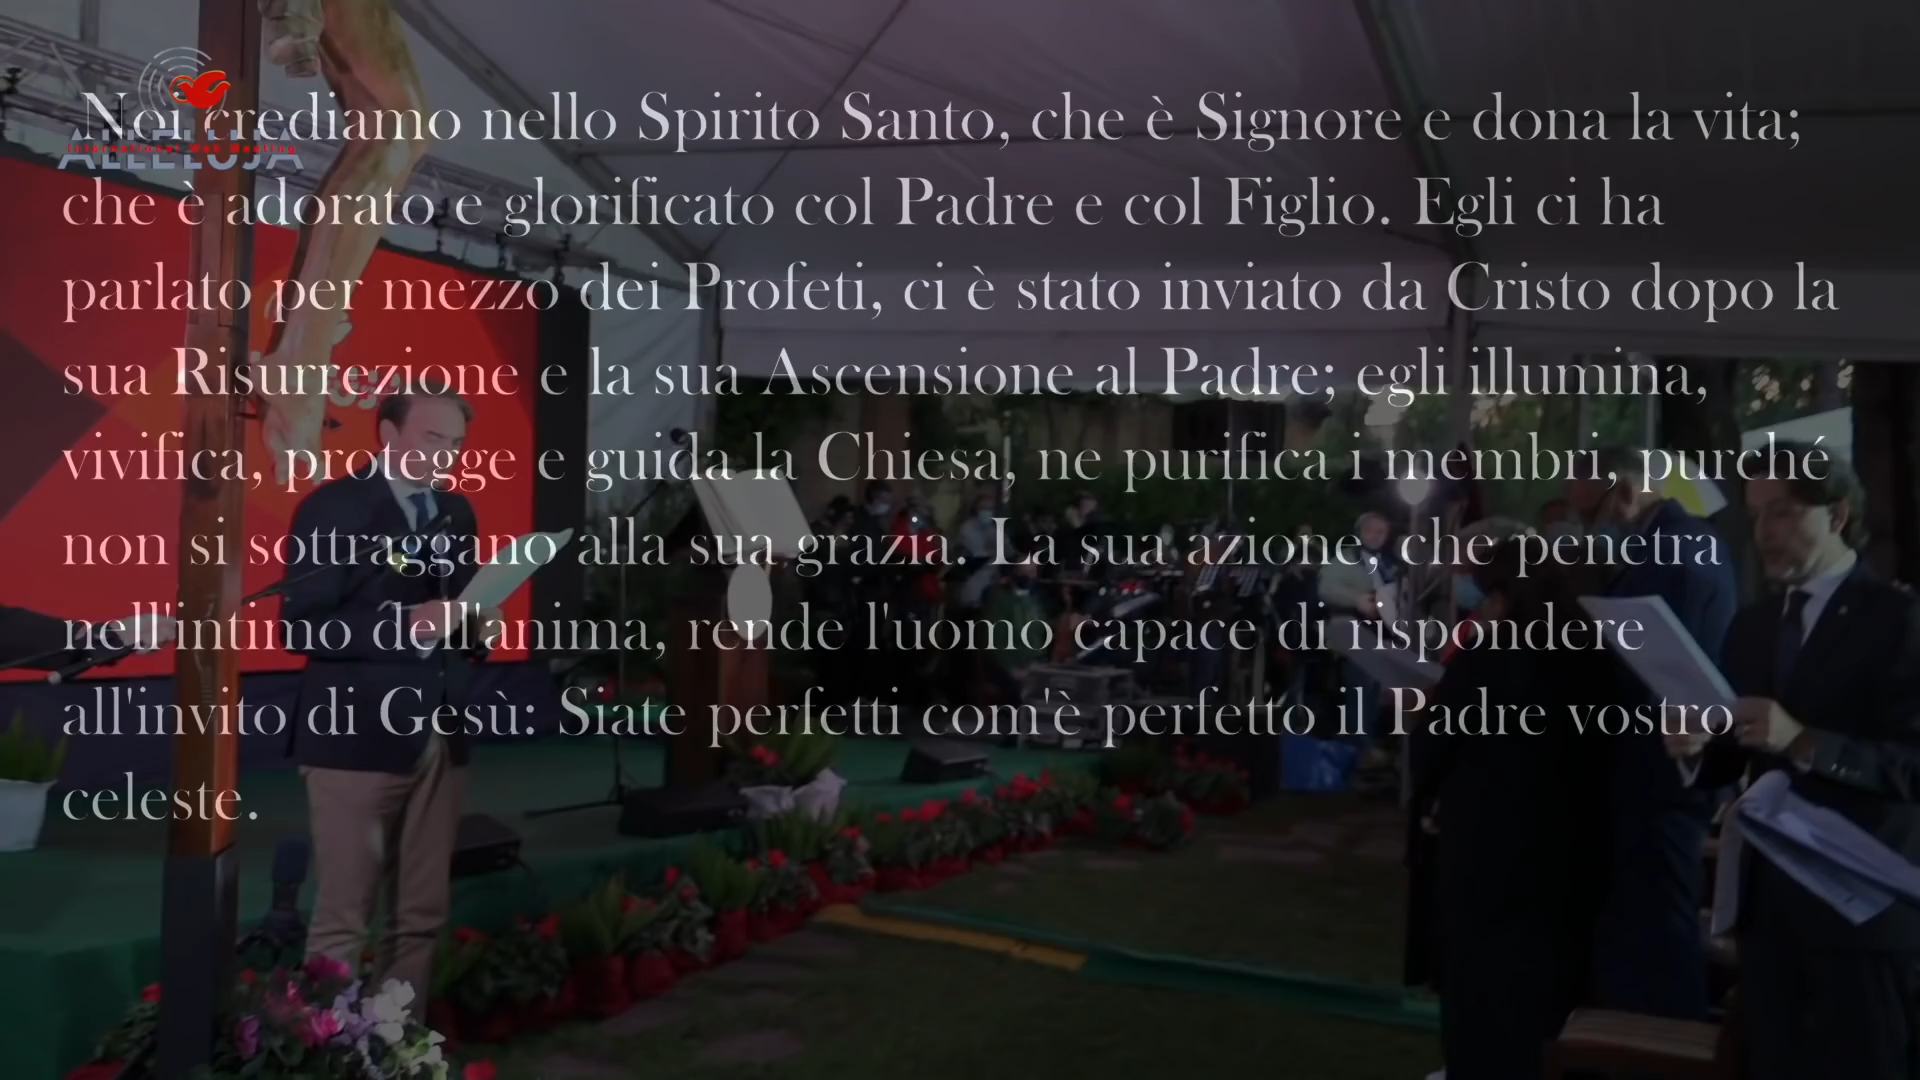 Noi crediamo nello Spirito Santo, che è Signore e dona la vita;
che è adorato e glorificato col Padre e col Figlio. Egli ci ha
parlato per mezzo dei Profeti, ci è stato inviato da Cristo dopo la
sua Risurrezione e la sua Ascensione al Padre; egli illumina,
vivifica, protegge e guida la Chiesa, ne purifica i membri, purché
non si sottraggano alla sua grazia. La sua azione, che penetra
nell'intimo dell'anima, rende l'uomo capace di rispondere
all'invito di Gesù: Siate perfetti com'è perfetto il Padre vostro
celeste.
ALLELUJA
International Web Meeting